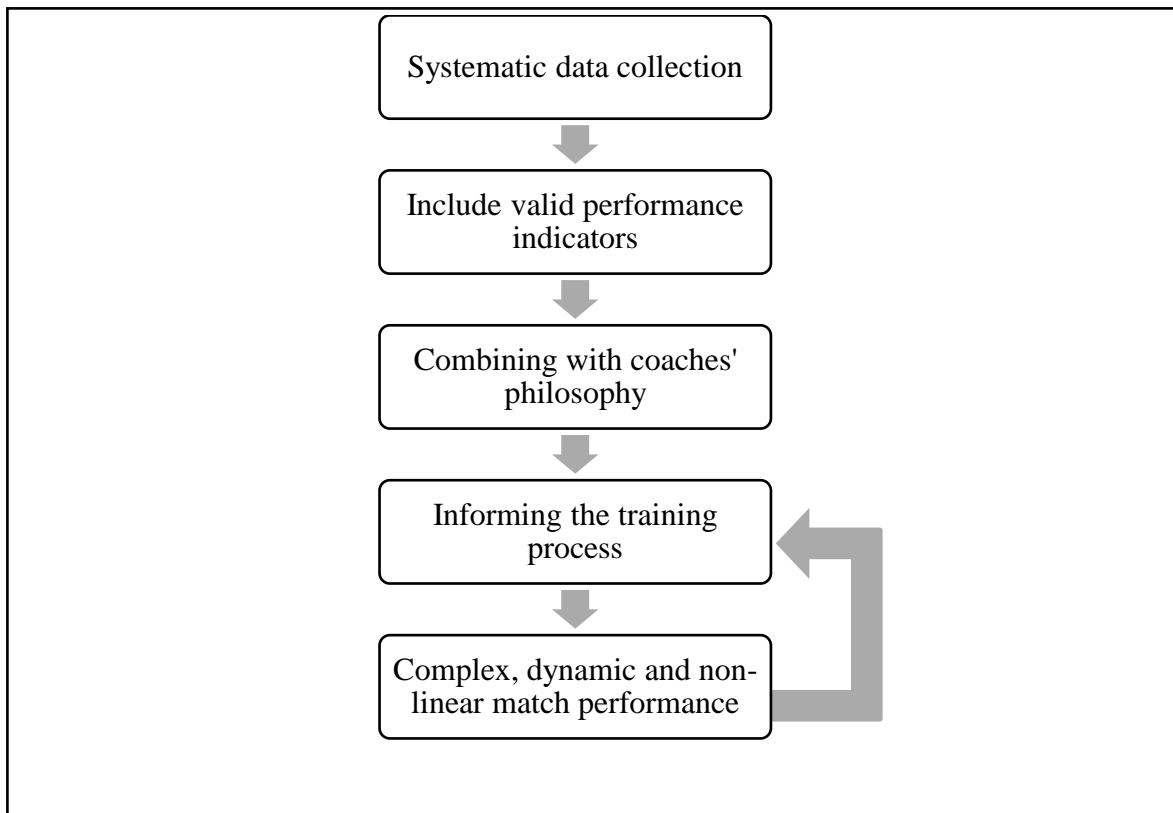 Systematic data collection
Include valid performance
indicators
Combining with coaches'
philosophy
Informing the training
process
Complex, dynamic and non-
linear match performance